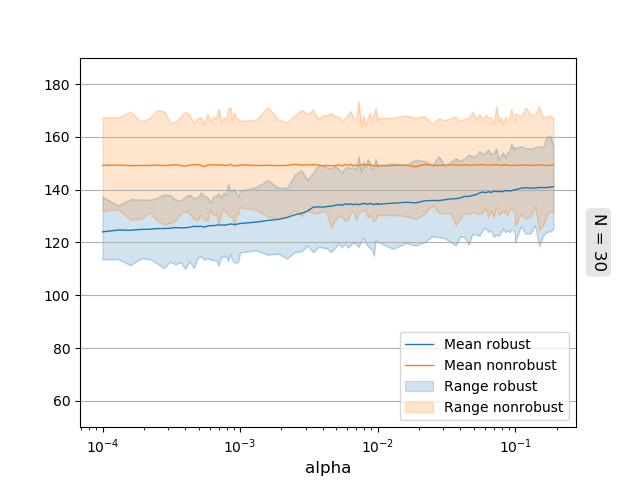 180
160
140
120
100
80
60
10⁻⁴
10⁻³
10⁻²
10⁻¹
alpha
N = 30
Mean robust
Mean nonrobust
Range robust
Range nonrobust